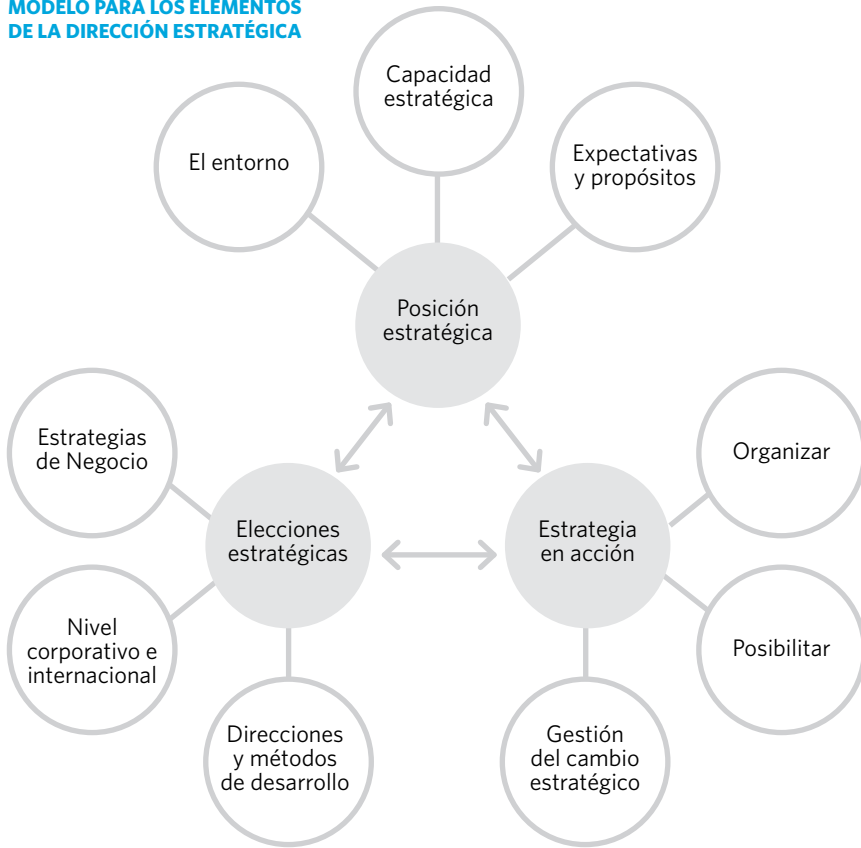 MODELO PARA LOS ELEMENTOS
DE LA DIRECCIÓN ESTRATÉGICA
Capacidad
estratégica
El entorno
Expectativas
y propósitos
Posición
estratégica
Estrategias
de Negocio
Organizar
Elecciones
estratégicas
Estrategia
en acción
Nivel
corporativo e
internacional
Posibilitar
Direcciones
y métodos
de desarrollo
Gestión
del cambio
estratégico